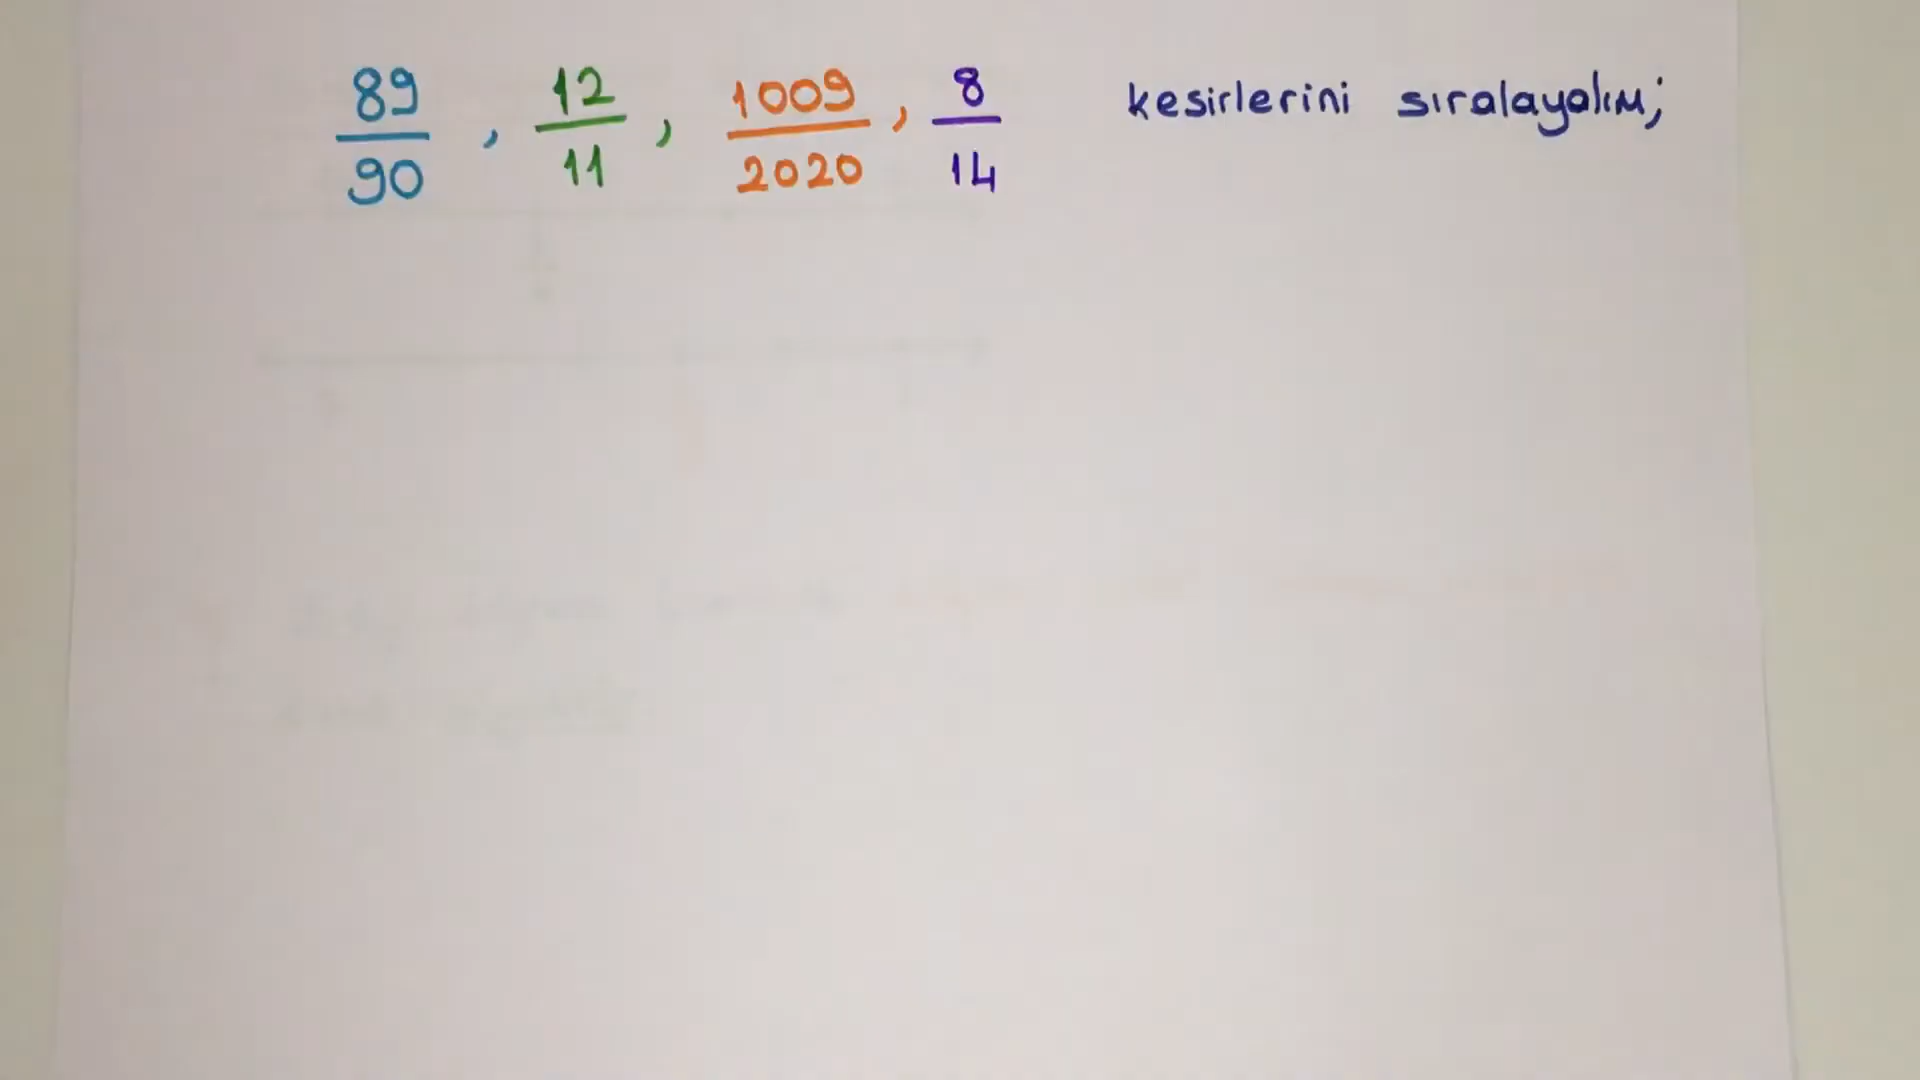 89/90 , 12/11 , 1009/2020 , 8/14 kesirlerini sıralayalım;